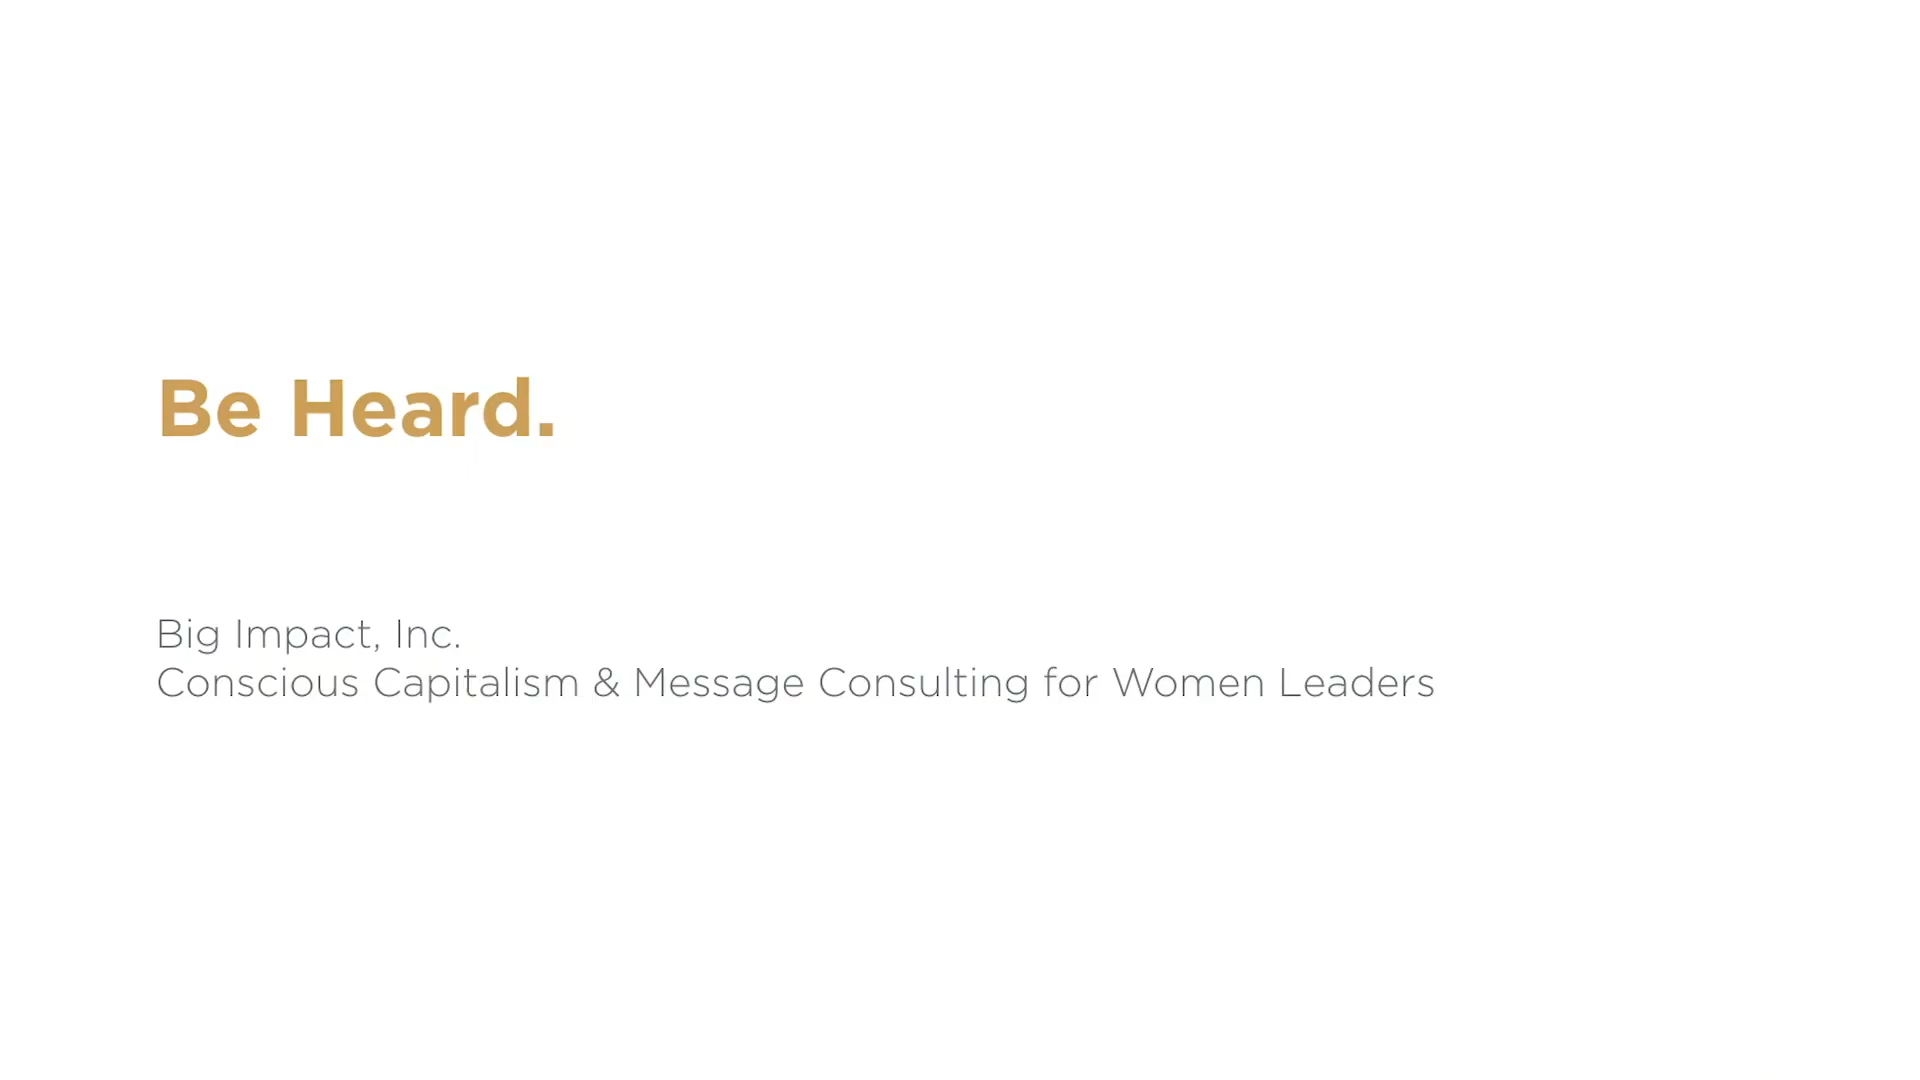 Be Heard.
Big Impact, Inc.
Conscious Capitalism & Message Consulting for Women Leaders